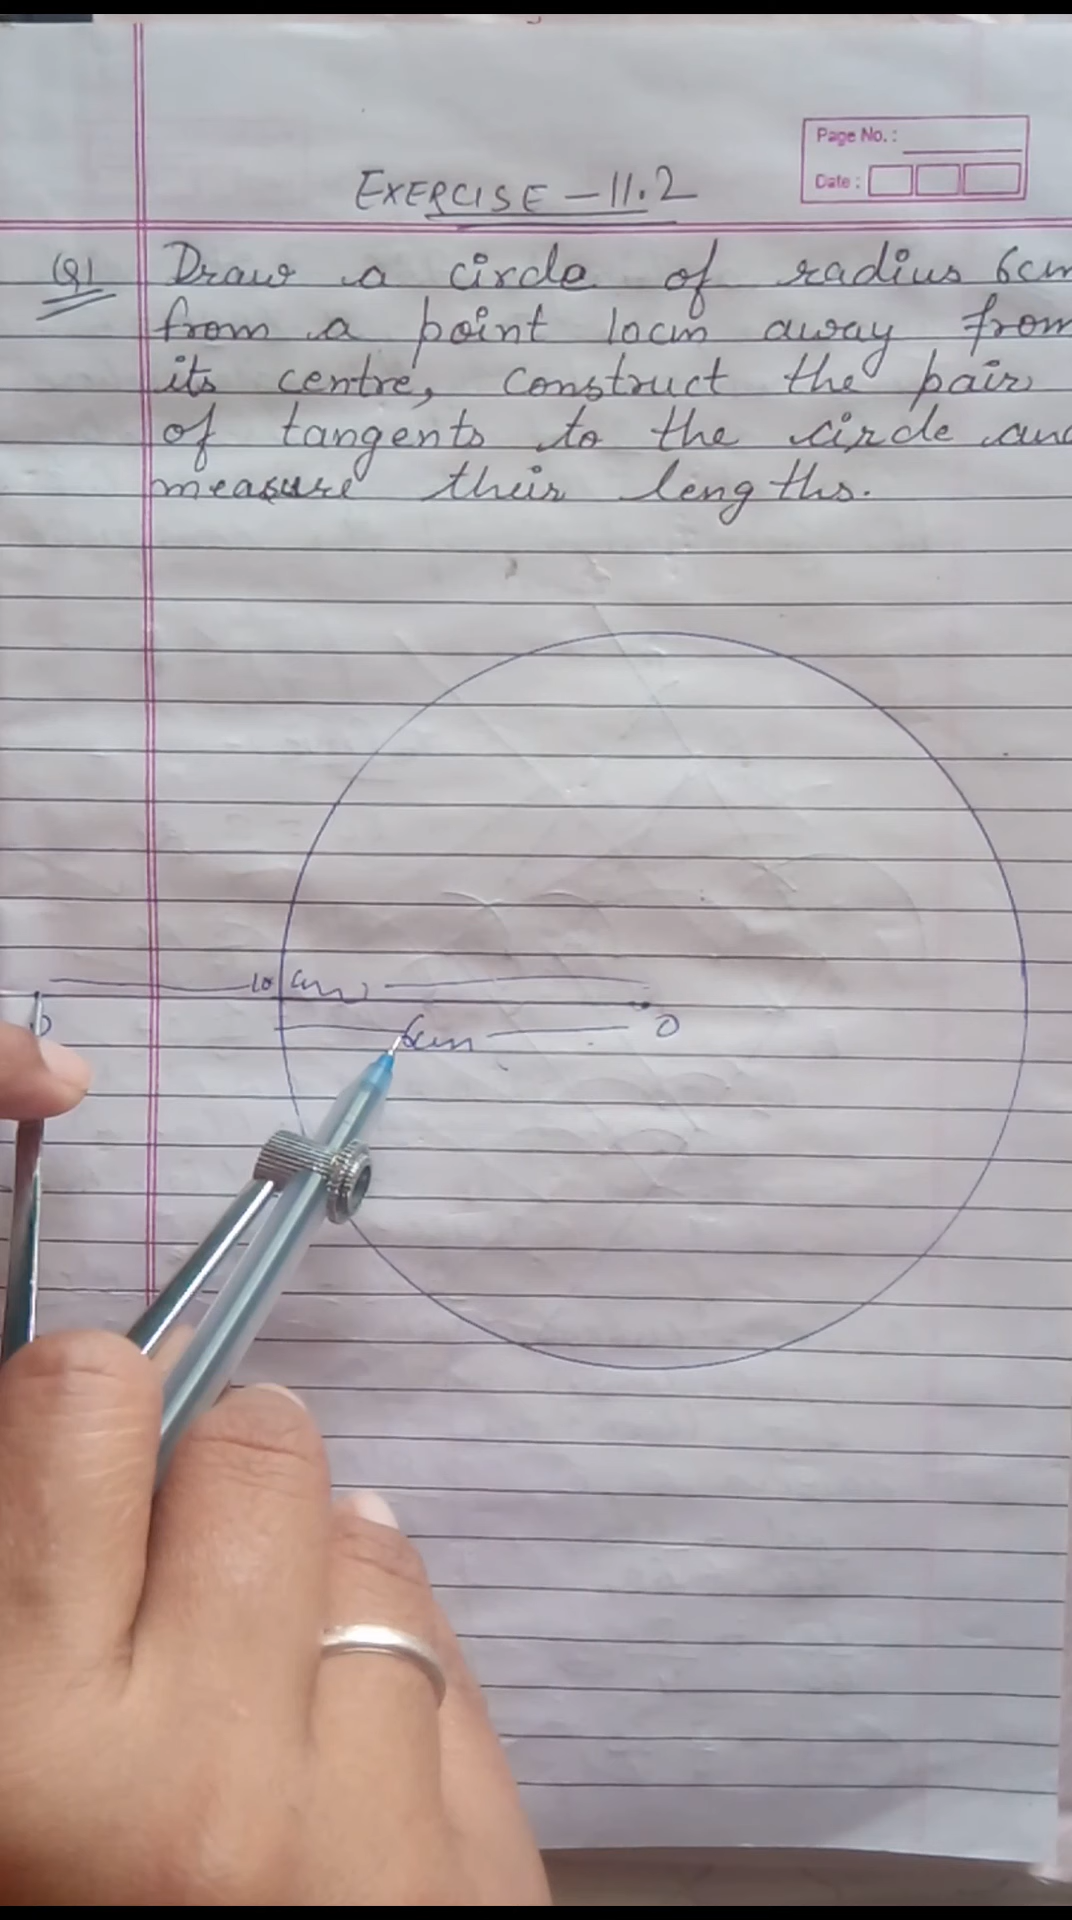 Page No. :
Date :
EXERCISE - 11.2
Q1 Draw a circle of radius 6cm
from a point 10cm away from
its centre, construct the pair
of tangents to the circle and
measure their lengths.
10 cm
6cm O